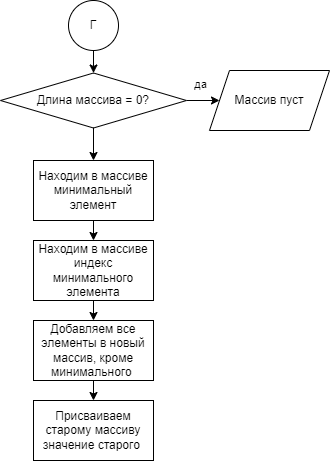 Г
да
Длина массива = 0?
Массив пуст
Находим в массиве
минимальный
элемент
Находим в массиве
индекс
минимального
элемента
Добавляем все
элементы в новый
массив, кроме
минимального
Присваиваем
старому массиву
значение старого